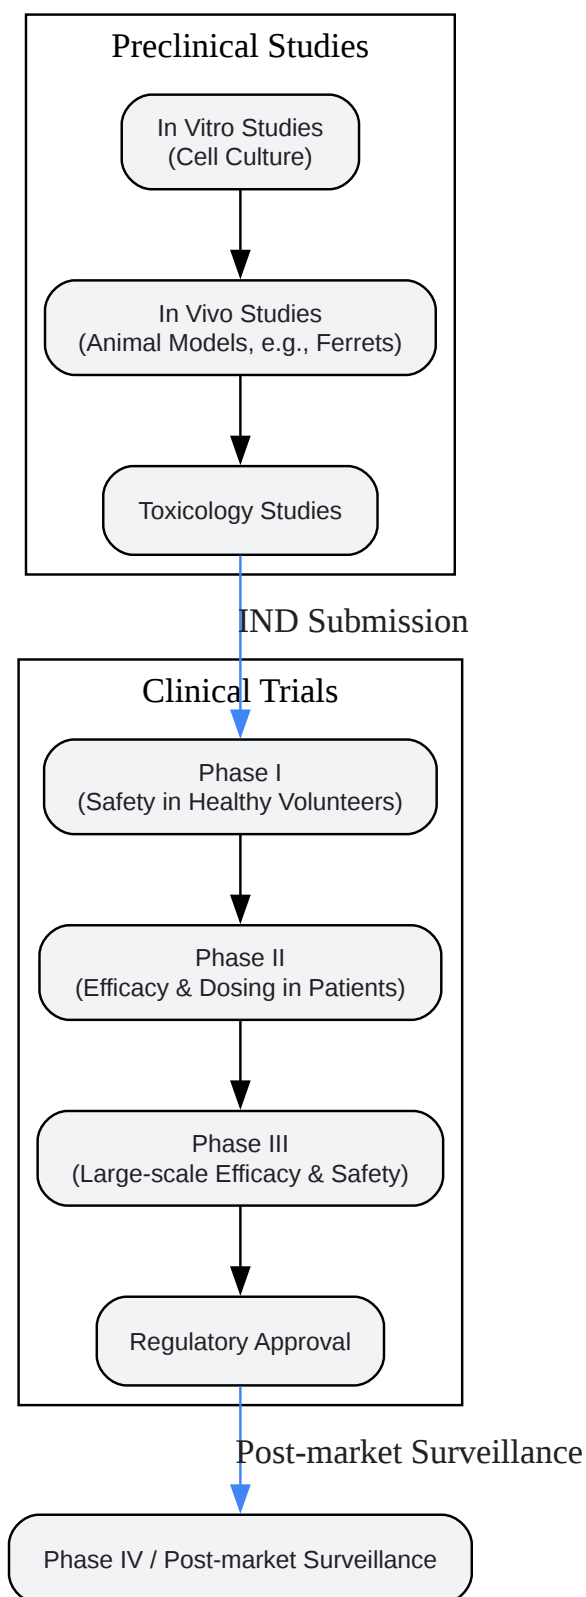 Preclinical Studies
In Vitro Studies
(Cell Culture)
In Vivo Studies
(Animal Models, e.g., Ferrets)
Toxicology Studies
IND Submission
Clinical Trials
Phase I
(Safety in Healthy Volunteers)
Phase II
(Efficacy & Dosing in Patients)
Phase III
(Large-scale Efficacy & Safety)
Regulatory Approval
Post-market Surveillance
Phase IV / Post-market Surveillance